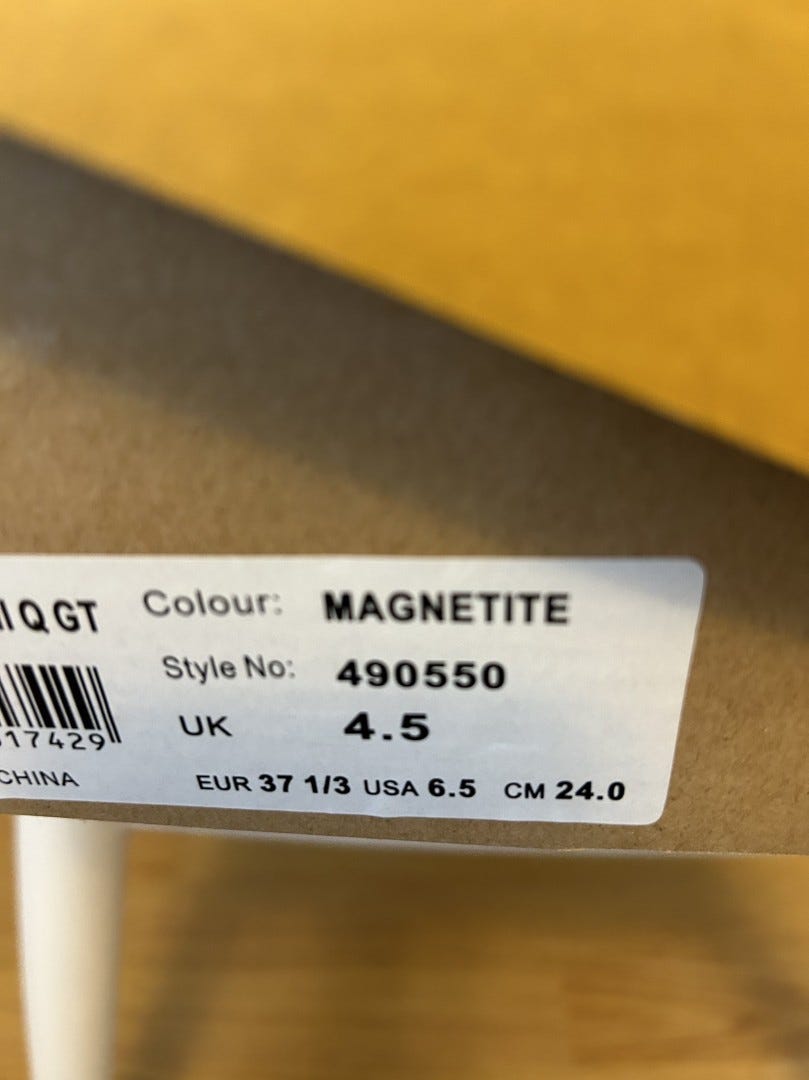 Q GT Colour: MAGNETITE
Style No: 490550
17429 UK 4.5
CHINA EUR 37 1/3 USA 6.5 CM 24.0